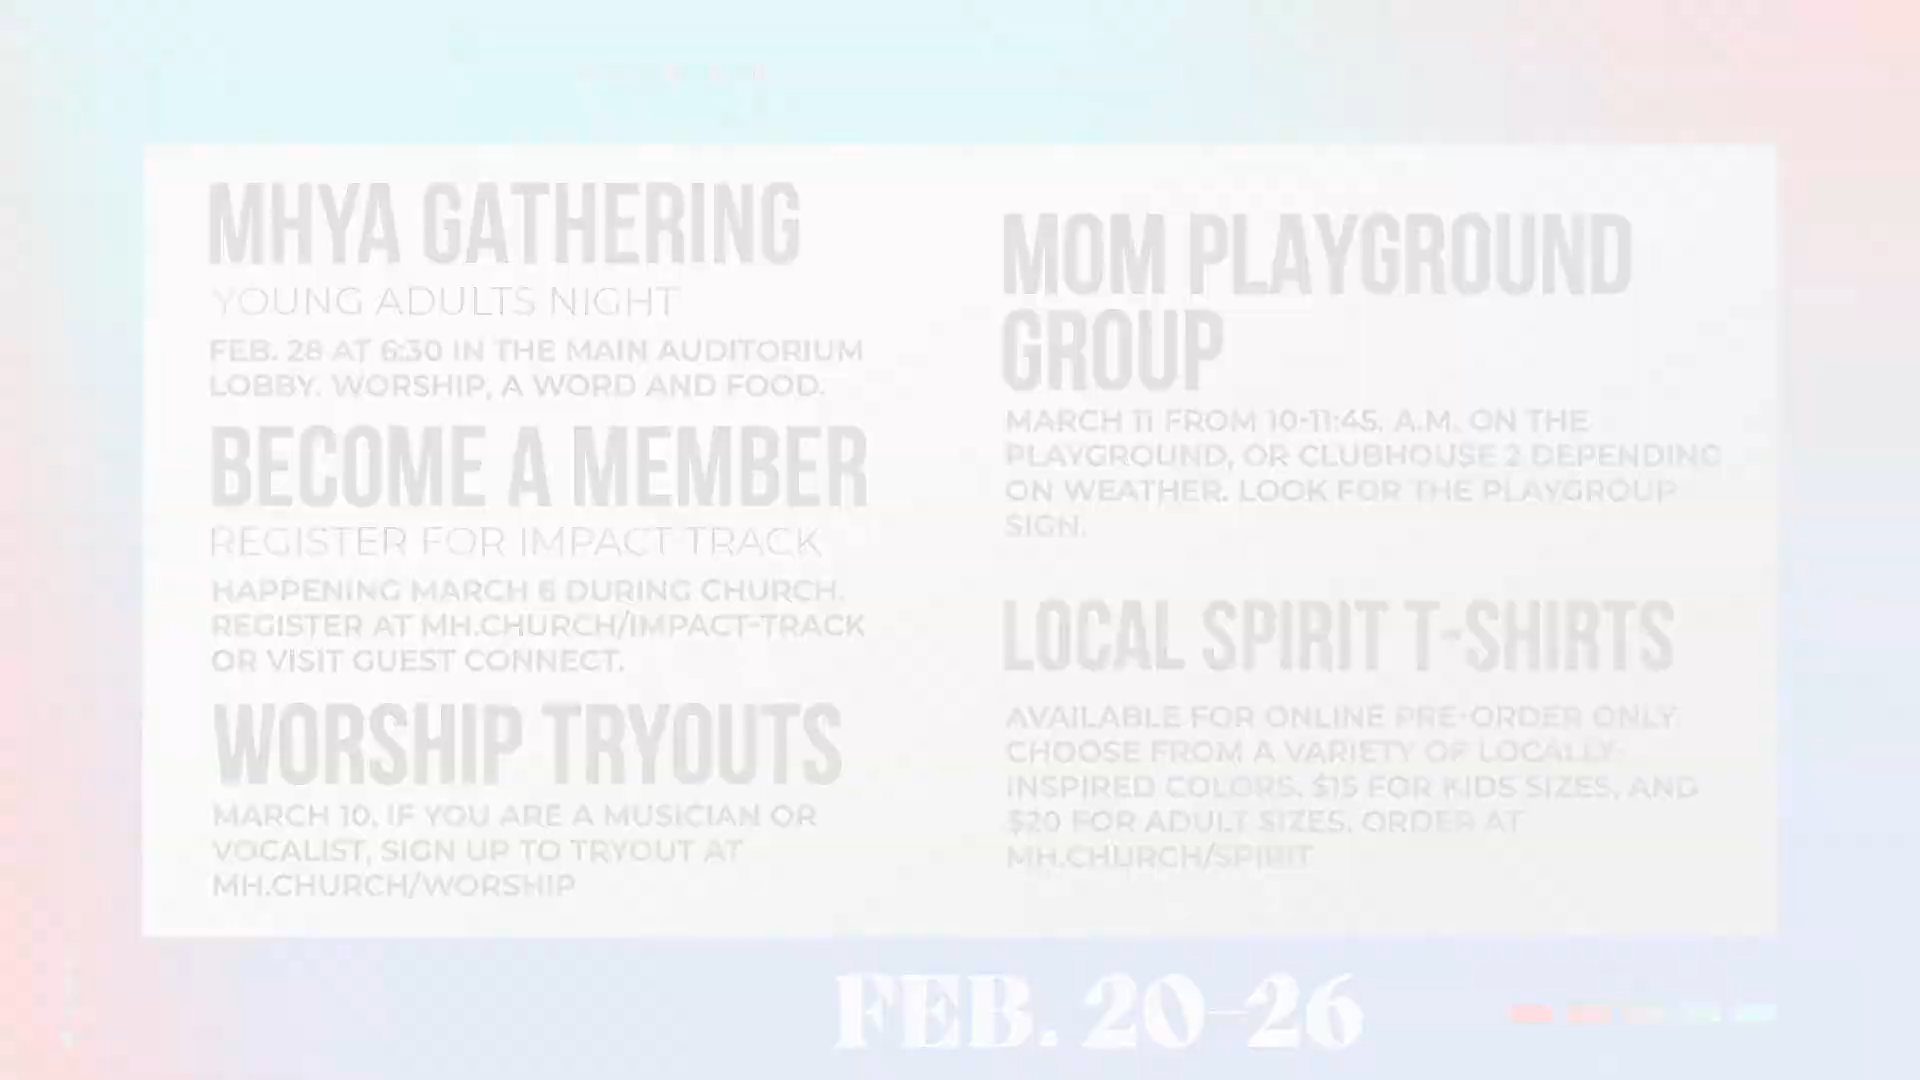 MHYA GATHERING
YOUNG ADULTS NIGHT
FEB. 28 AT 6:30 IN THE MAIN AUDITORIUM
LOBBY. WORSHIP, A WORD AND FOOD.
BECOME A MEMBER
REGISTER FOR IMPACT TRACK
HAPPENING MARCH 6 DURING CHURCH.
REGISTER AT MH.CHURCH/IMPACT-TRACK
OR VISIT GUEST CONNECT.
WORSHIP TRYOUTS
MARCH 10. IF YOU ARE A MUSICIAN OR
VOCALIST, SIGN UP TO TRYOUT AT
MH.CHURCH/WORSHIP
MOM PLAYGROUND
GROUP
MARCH 11 FROM 10-11:45. A.M. ON THE
PLAYGROUND, OR CLUBHOUSE 2 DEPENDING
ON WEATHER. LOOK FOR THE PLAYGROUP
SIGN.
LOCAL SPIRIT T-SHIRTS
AVAILABLE FOR ONLINE PRE-ORDER ONLY
CHOOSE FROM A VARIETY OF LOCALLY-
INSPIRED COLORS. $15 FOR KIDS SIZES, AND
$20 FOR ADULT SIZES. ORDER AT
MH.CHURCH/SPIRIT
FEB. 20-26